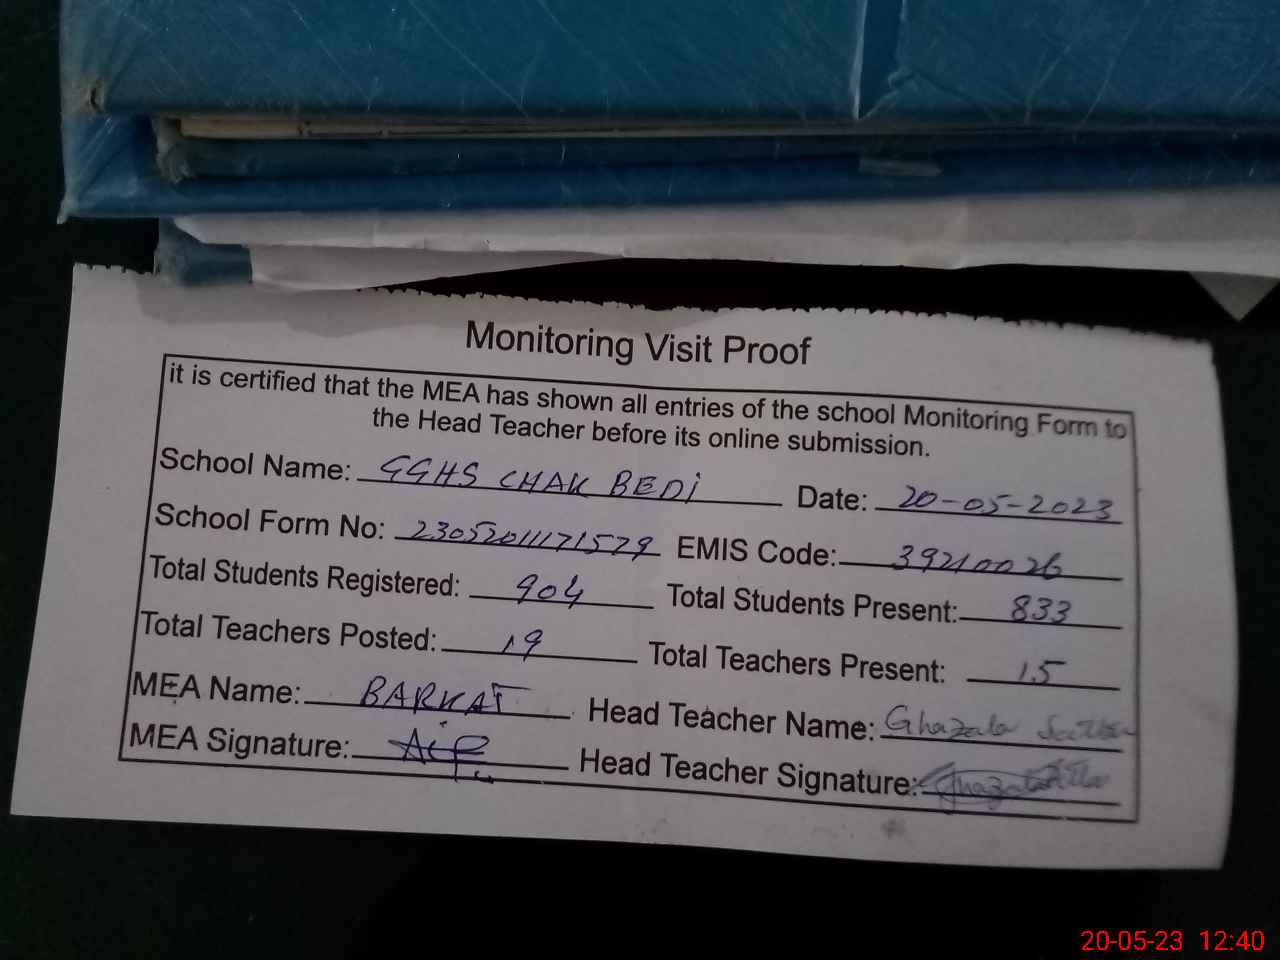 Monitoring Visit Proof
it is certified that the MEA has shown all entries of the school Monitoring Form to
the Head Teacher before its online submission.
School Name: GGHS CHAK BEDI Date: 20-05-2023
School Form No: 2305201171579 EMIS Code: 39210026
Total Students Registered: 904 Total Students Present: 833
Total Teachers Posted: 19 Total Teachers Present: 15
MEA Name: BARKAT Head Teacher Name: Ghazala
MEA Signature: Head Teacher Signature:
20-05-23 12:40